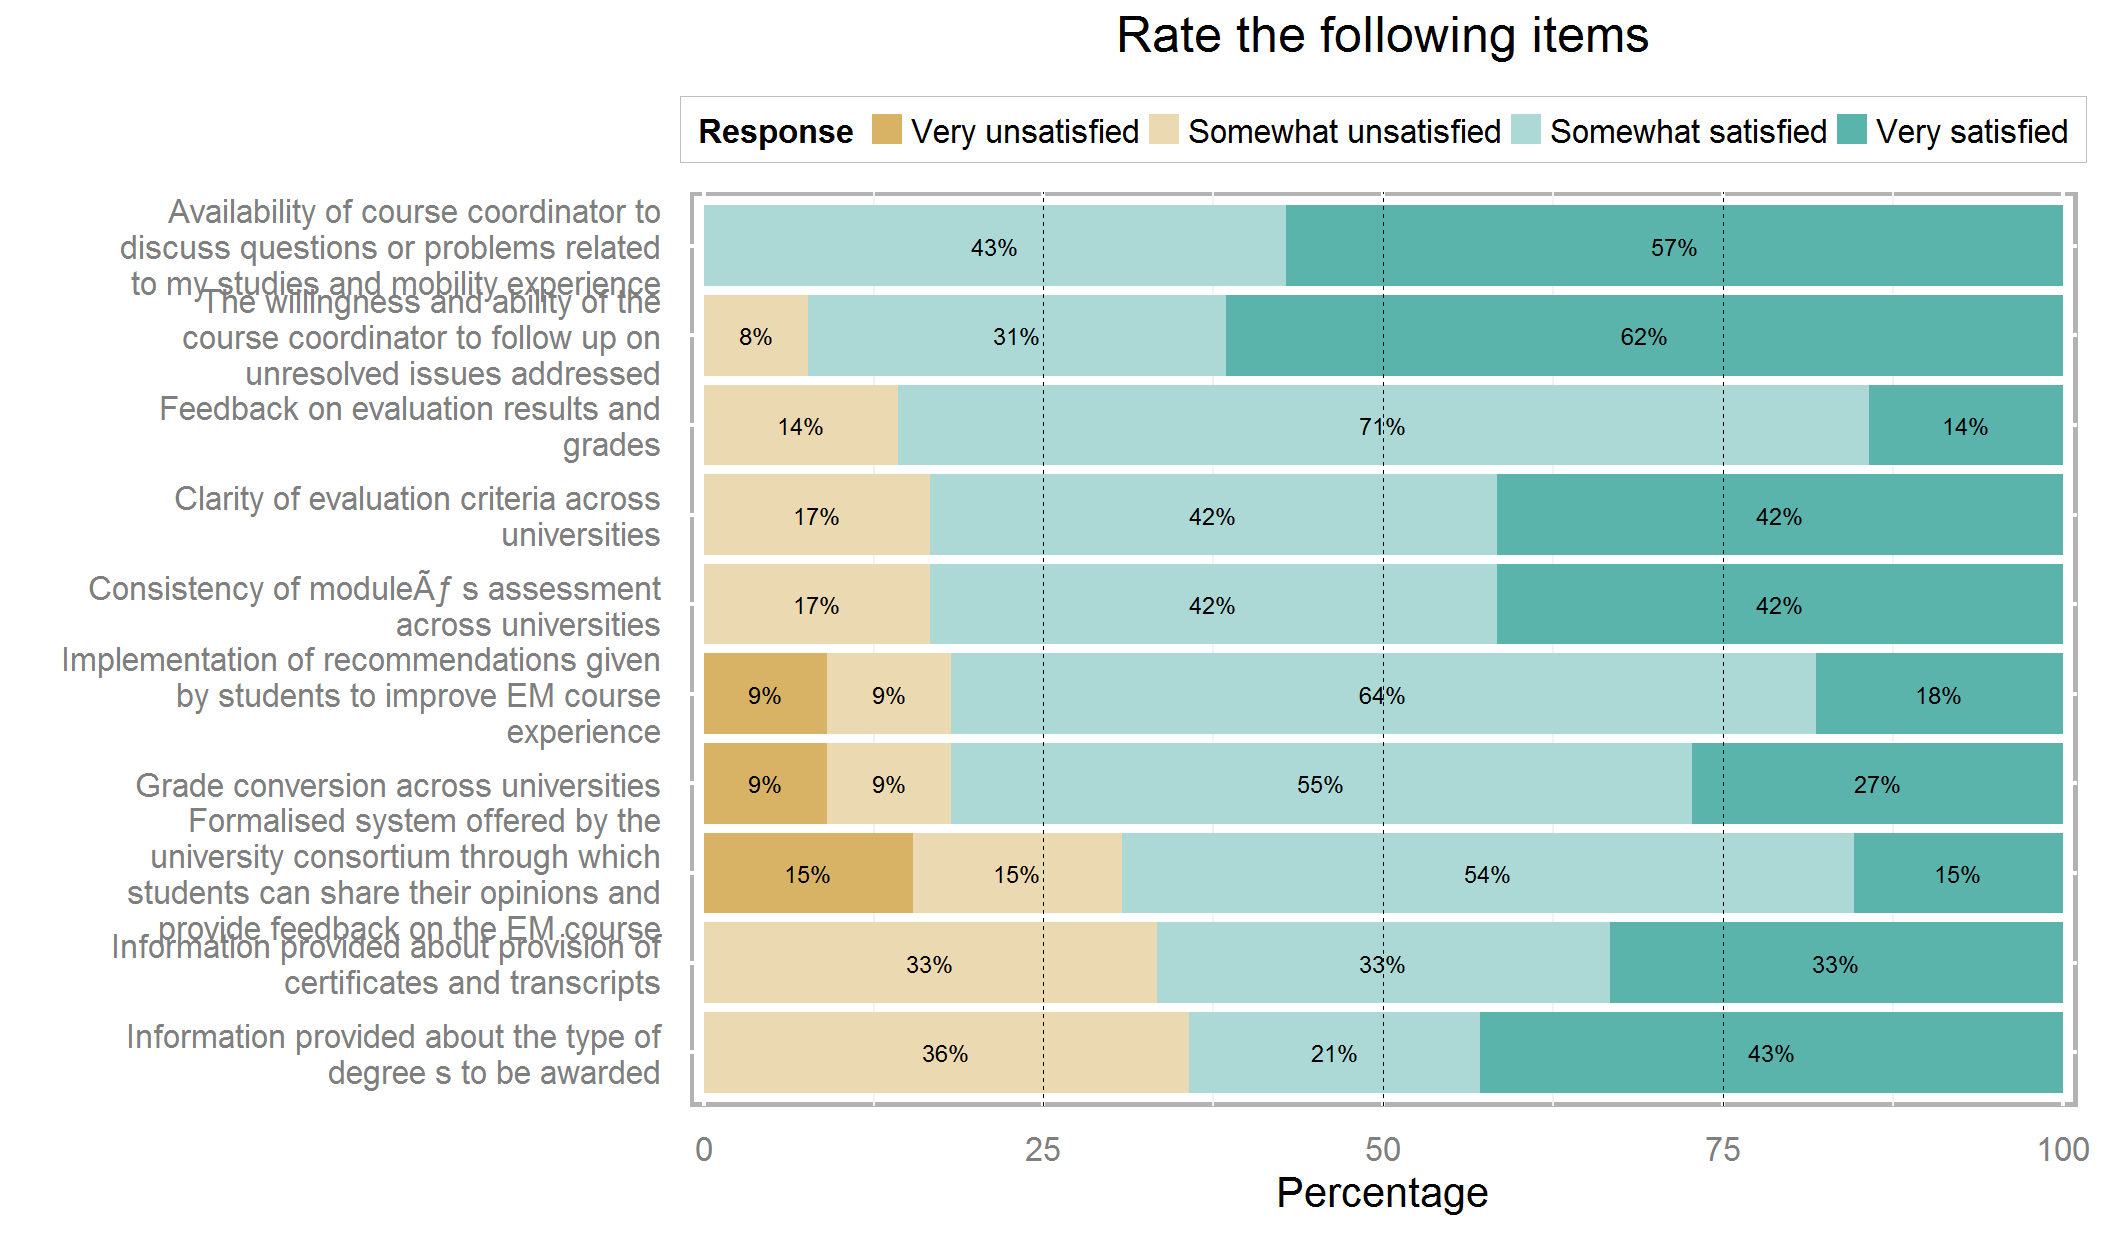 Rate the following items
Response Very unsatisfied Somewhat unsatisfied Somewhat satisfied Very satisfied
Availability of course coordinator to
discuss questions or problems related
to my studies and mobility experience
43% 57%
The willingness and ability of the
course coordinator to follow up on
unresolved issues addressed
8% 31% 62%
Feedback on evaluation results and
grades
14% 71% 14%
Clarity of evaluation criteria across
universities
17% 42% 42%
Consistency of moduleÃƒ s assessment
across universities
17% 42% 42%
Implementation of recommendations given
by students to improve EM course
experience
9% 9% 64% 18%
Grade conversion across universities
9% 9% 55% 27%
Formalised system offered by the
university consortium through which
students can share their opinions and
provide feedback on the EM course
15% 15% 54% 15%
Information provided about provision of
certificates and transcripts
33% 33% 33%
Information provided about the type of
degree s to be awarded
36% 21% 43%
0 25 50 75 100
Percentage